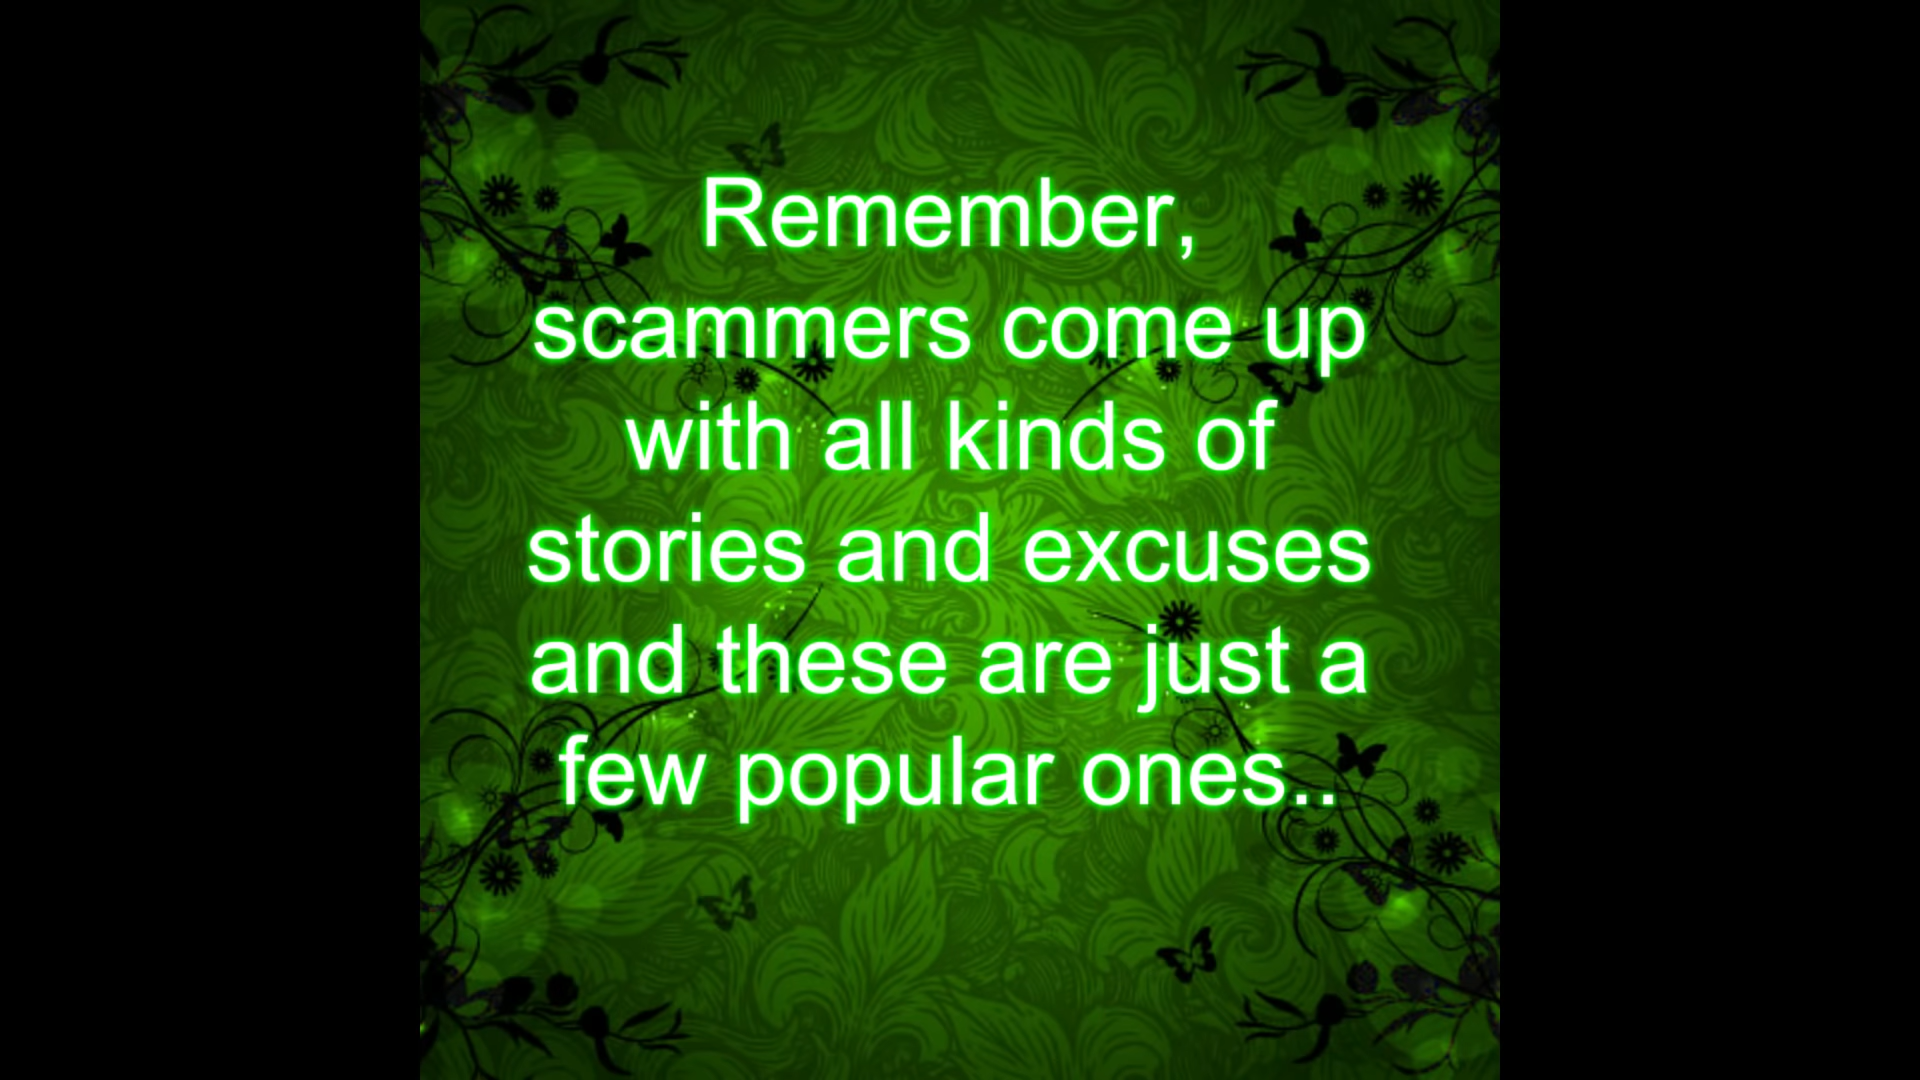 Remember,
scammers come up
with all kinds of
stories and excuses
and these are just a
few popular ones..